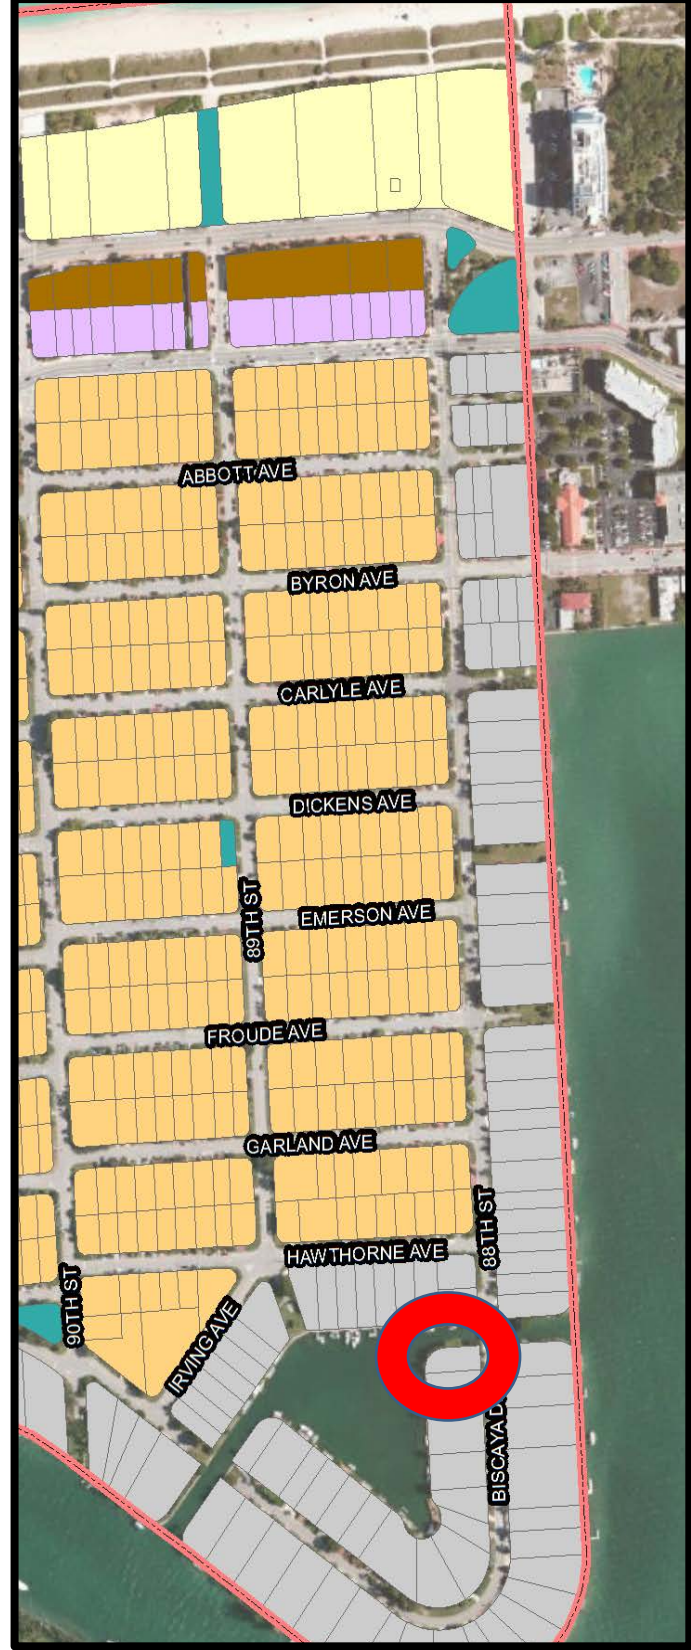 ABBOTT AVE
BYRON AVE
CARLYLE AVE
DICKENS AVE
89TH ST
EMERSON AVE
FROUDE AVE
GARLAND AVE
88TH ST
HAWTHORNE AVE
90TH ST
IRVING AVE
BISCAYA